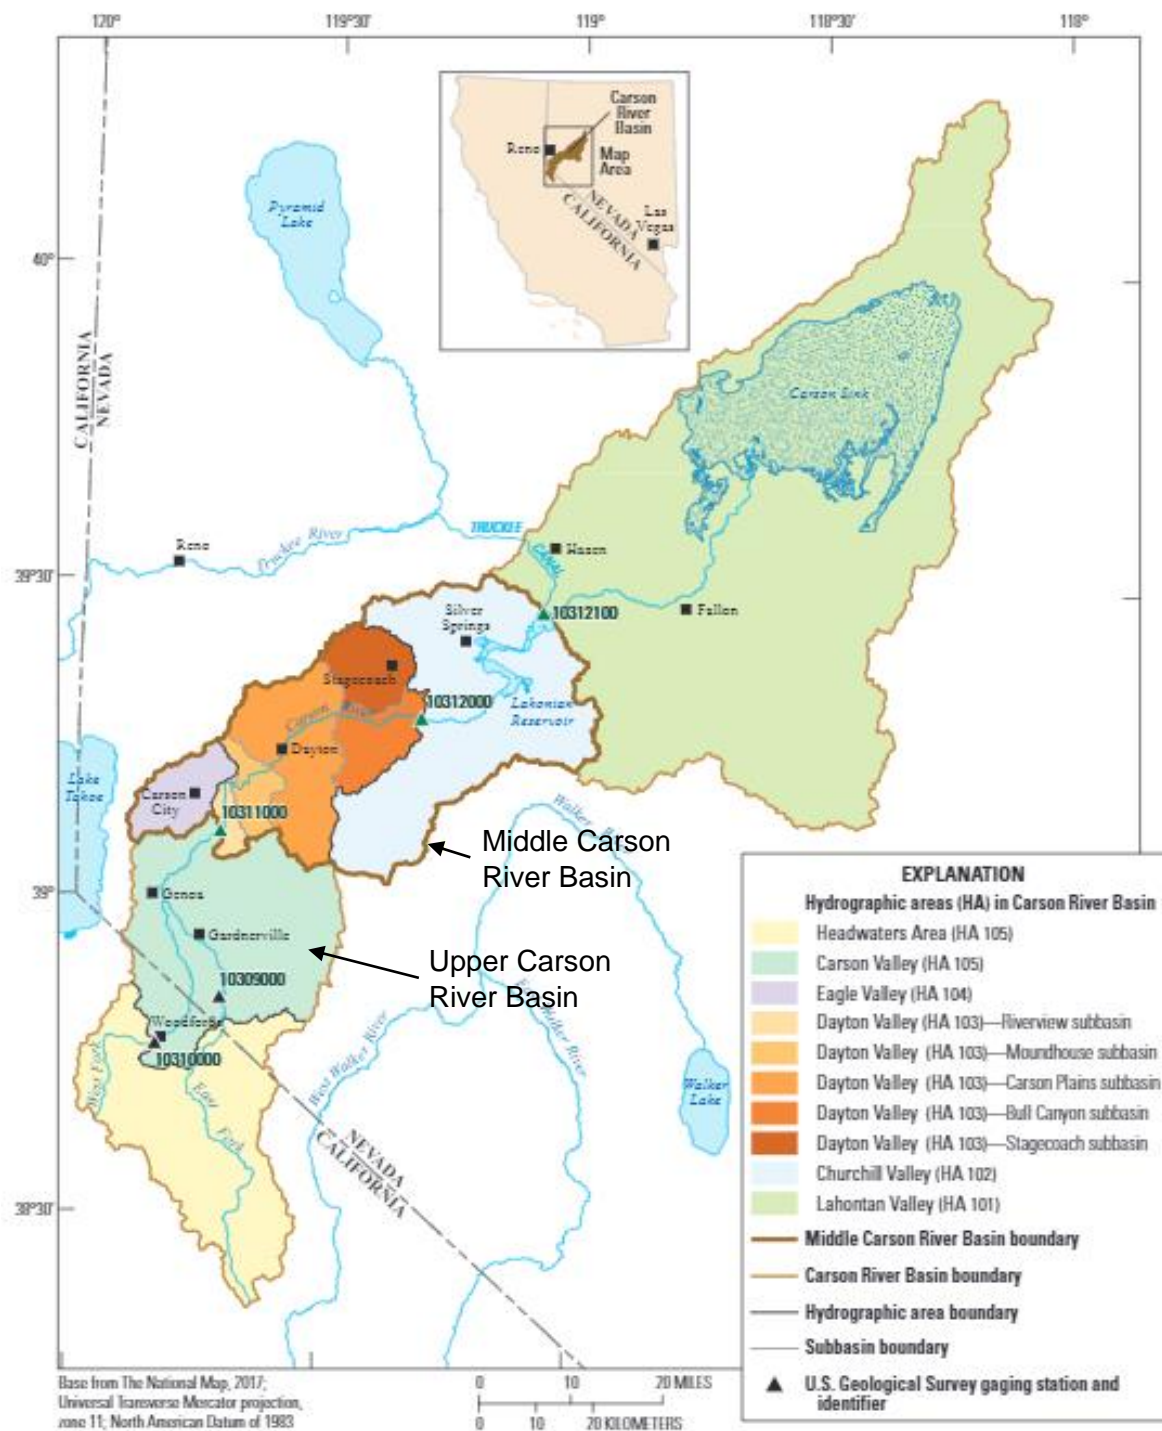 120°
119°30'
119°
118°30'
118°
Carson
River
Basin
Reno
Map
Area
NEVADA
CALIFORNIA
Las
Vegas
Pyramid
Lake
40°
CALIFORNIA
NEVADA
Carson Sink
TRUCKEE
CANAL
Reno
Truckee River
Hazen
39°30'
Silver
Springs
10312100
Fallon
Stagecoach
10312000
Lahontan
Reservoir
Carson River
Dayton
Lake
Tahoe
Carson
City
10311000
Walker River
Middle Carson
River Basin
39°
Genoa
Gardnerville
Upper Carson
River Basin
10309000
Woodfords
10310000
West Fork
East
Fork
West Walker River
East Walker River
Walker
Lake
NEVADA
CALIFORNIA
38°30'
EXPLANATION
Hydrographic areas (HA) in Carson River Basin
Headwaters Area (HA 105)
Carson Valley (HA 105)
Eagle Valley (HA 104)
Dayton Valley (HA 103)—Riverview subbasin
Dayton Valley (HA 103)—Moundhouse subbasin
Dayton Valley (HA 103)—Carson Plains subbasin
Dayton Valley (HA 103)—Bull Canyon subbasin
Dayton Valley (HA 103)—Stagecoach subbasin
Churchill Valley (HA 102)
Lahontan Valley (HA 101)
Middle Carson River Basin boundary
Carson River Basin boundary
Hydrographic area boundary
Subbasin boundary
U.S. Geological Survey gaging station and
identifier
Base from The National Map, 2017;
Universal Transverse Mercator projection,
zone 11; North American Datum of 1983
0 10 20 MILES
0 10 20 KILOMETERS